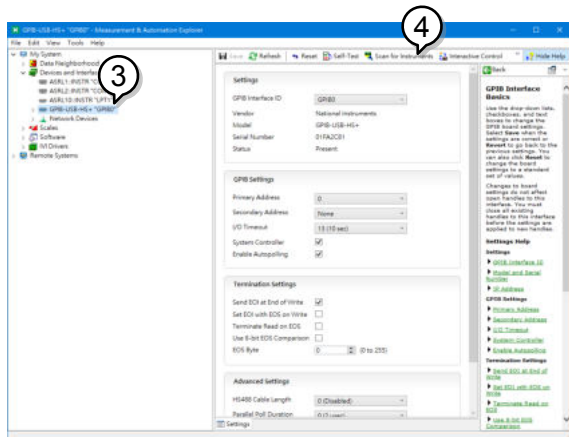 GPIB-USB-HS+ "GPIB0" - Measurement & Automation Explorer
File Edit View Tools Help
My System
Data Neighborhood
Devices and Interfac
ASRL1::INSTR "CO
ASRL2::INSTR "CO
ASRL10::INSTR "LPT1"
GPIB-USB-HS+ "GPIB0"
Network Devices
Scales
Software
IVI Drivers
Remote Systems
3
4
Save Refresh Reset Self-Test Scan for Instruments Interactive Control Hide Help
Settings
GPIB Interface ID GPIB0
Vendor National Instruments
Model GPIB-USB-HS+
Serial Number 01FA2C01
Status Present
GPIB Settings
Primary Address 0
Secondary Address None
I/O Timeout 13 (10 sec)
System Controller
Enable Autopolling
Termination Settings
Send EOI at End of Write
Set EOI with EOS on Write
Terminate Read on EOS
Use 8-bit EOS Comparison
EOS Byte 0 (0 to 255)
Advanced Settings
HS488 Cable Length 0 (Disabled)
Parallel Poll Duration 0 (2 usec)
Settings
Back
GPIB Interface
Basics
Use the drop-down lists,
checkboxes, and text
boxes to change the
GPIB board settings.
Select Save when the
settings are correct or
Revert to go back to the
previous settings. You
can also click Reset to
change the board
settings to a standard
set of values.
Changes to board
settings do not affect
open handles to this
interface. You must
close all existing
handles to this interface
before the settings are
applied to new handles.
Settings Help
Settings
GPIB Interface ID
Model and Serial
Number
IP Address
GPIB Settings
Primary Address
Secondary Address
I/O Timeout
System Controller
Enable Autopolling
Termination Settings
Send EOI at End of
Write
Set EOI with EOS on
Write
Terminate Read on
EOS
Use 8-bit EOS
Comparison